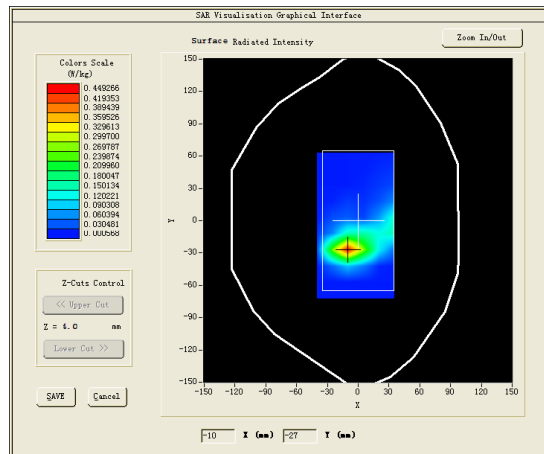 SAR Visualisation Graphical Interface
Surface Radiated Intensity
Zoom In/Out
Colors Scale
(W/kg)
0.449266
0.419353
0.389439
0.359526
0.329613
0.299700
0.269787
0.239874
0.209960
0.180047
0.150134
0.120221
0.090308
0.060394
0.030481
0.000568
Z-Cuts Control
<< Upper Cut
Z = 4.0 mm
Lower Cut >>
SAVE
Cancel
150
120
90
60
30
0
-30
-60
-90
-120
-150
Y
-150 -120 -90 -60 -30 0 30 60 90 120 150
X
-10 X (mm) -27 Y (mm)